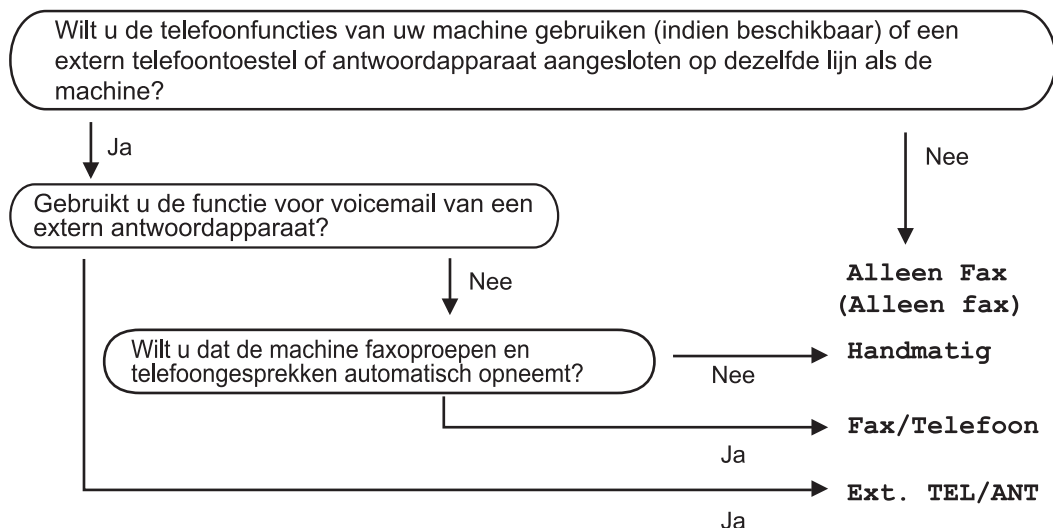 Wilt u de telefoonfuncties van uw machine gebruiken (indien beschikbaar) of een
extern telefoontoestel of antwoordapparaat aangesloten op dezelfde lijn als de
machine?
Ja
Nee
Gebruikt u de functie voor voicemail van een
extern antwoordapparaat?
Nee
Alleen Fax
(Alleen fax)
Wilt u dat de machine faxoproepen en
telefoongesprekken automatisch opneemt?
Nee
Handmatig
Ja
Fax/Telefoon
Ja
Ext. TEL/ANT